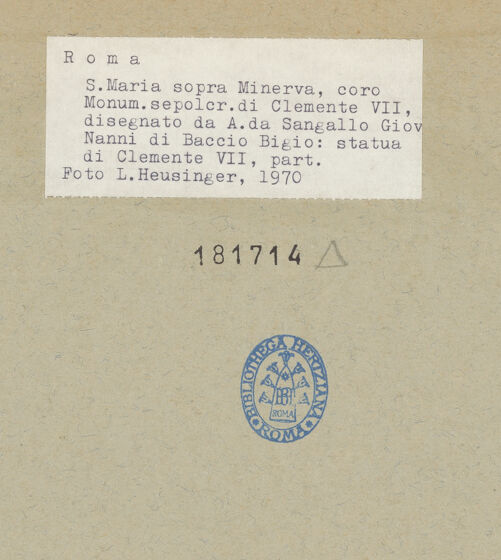 R o m a
S.Maria sopra Minerva, coro
Monum.sepolcr.di Clemente VII,
disegnato da A.da Sangallo Giov
Nanni di Baccio Bigio: statua
di Clemente VII, part.
Foto L.Heusinger, 1970
181714 △
BIBLIOTHECA HERTZIANA
BH
ROMA
* ROMA *